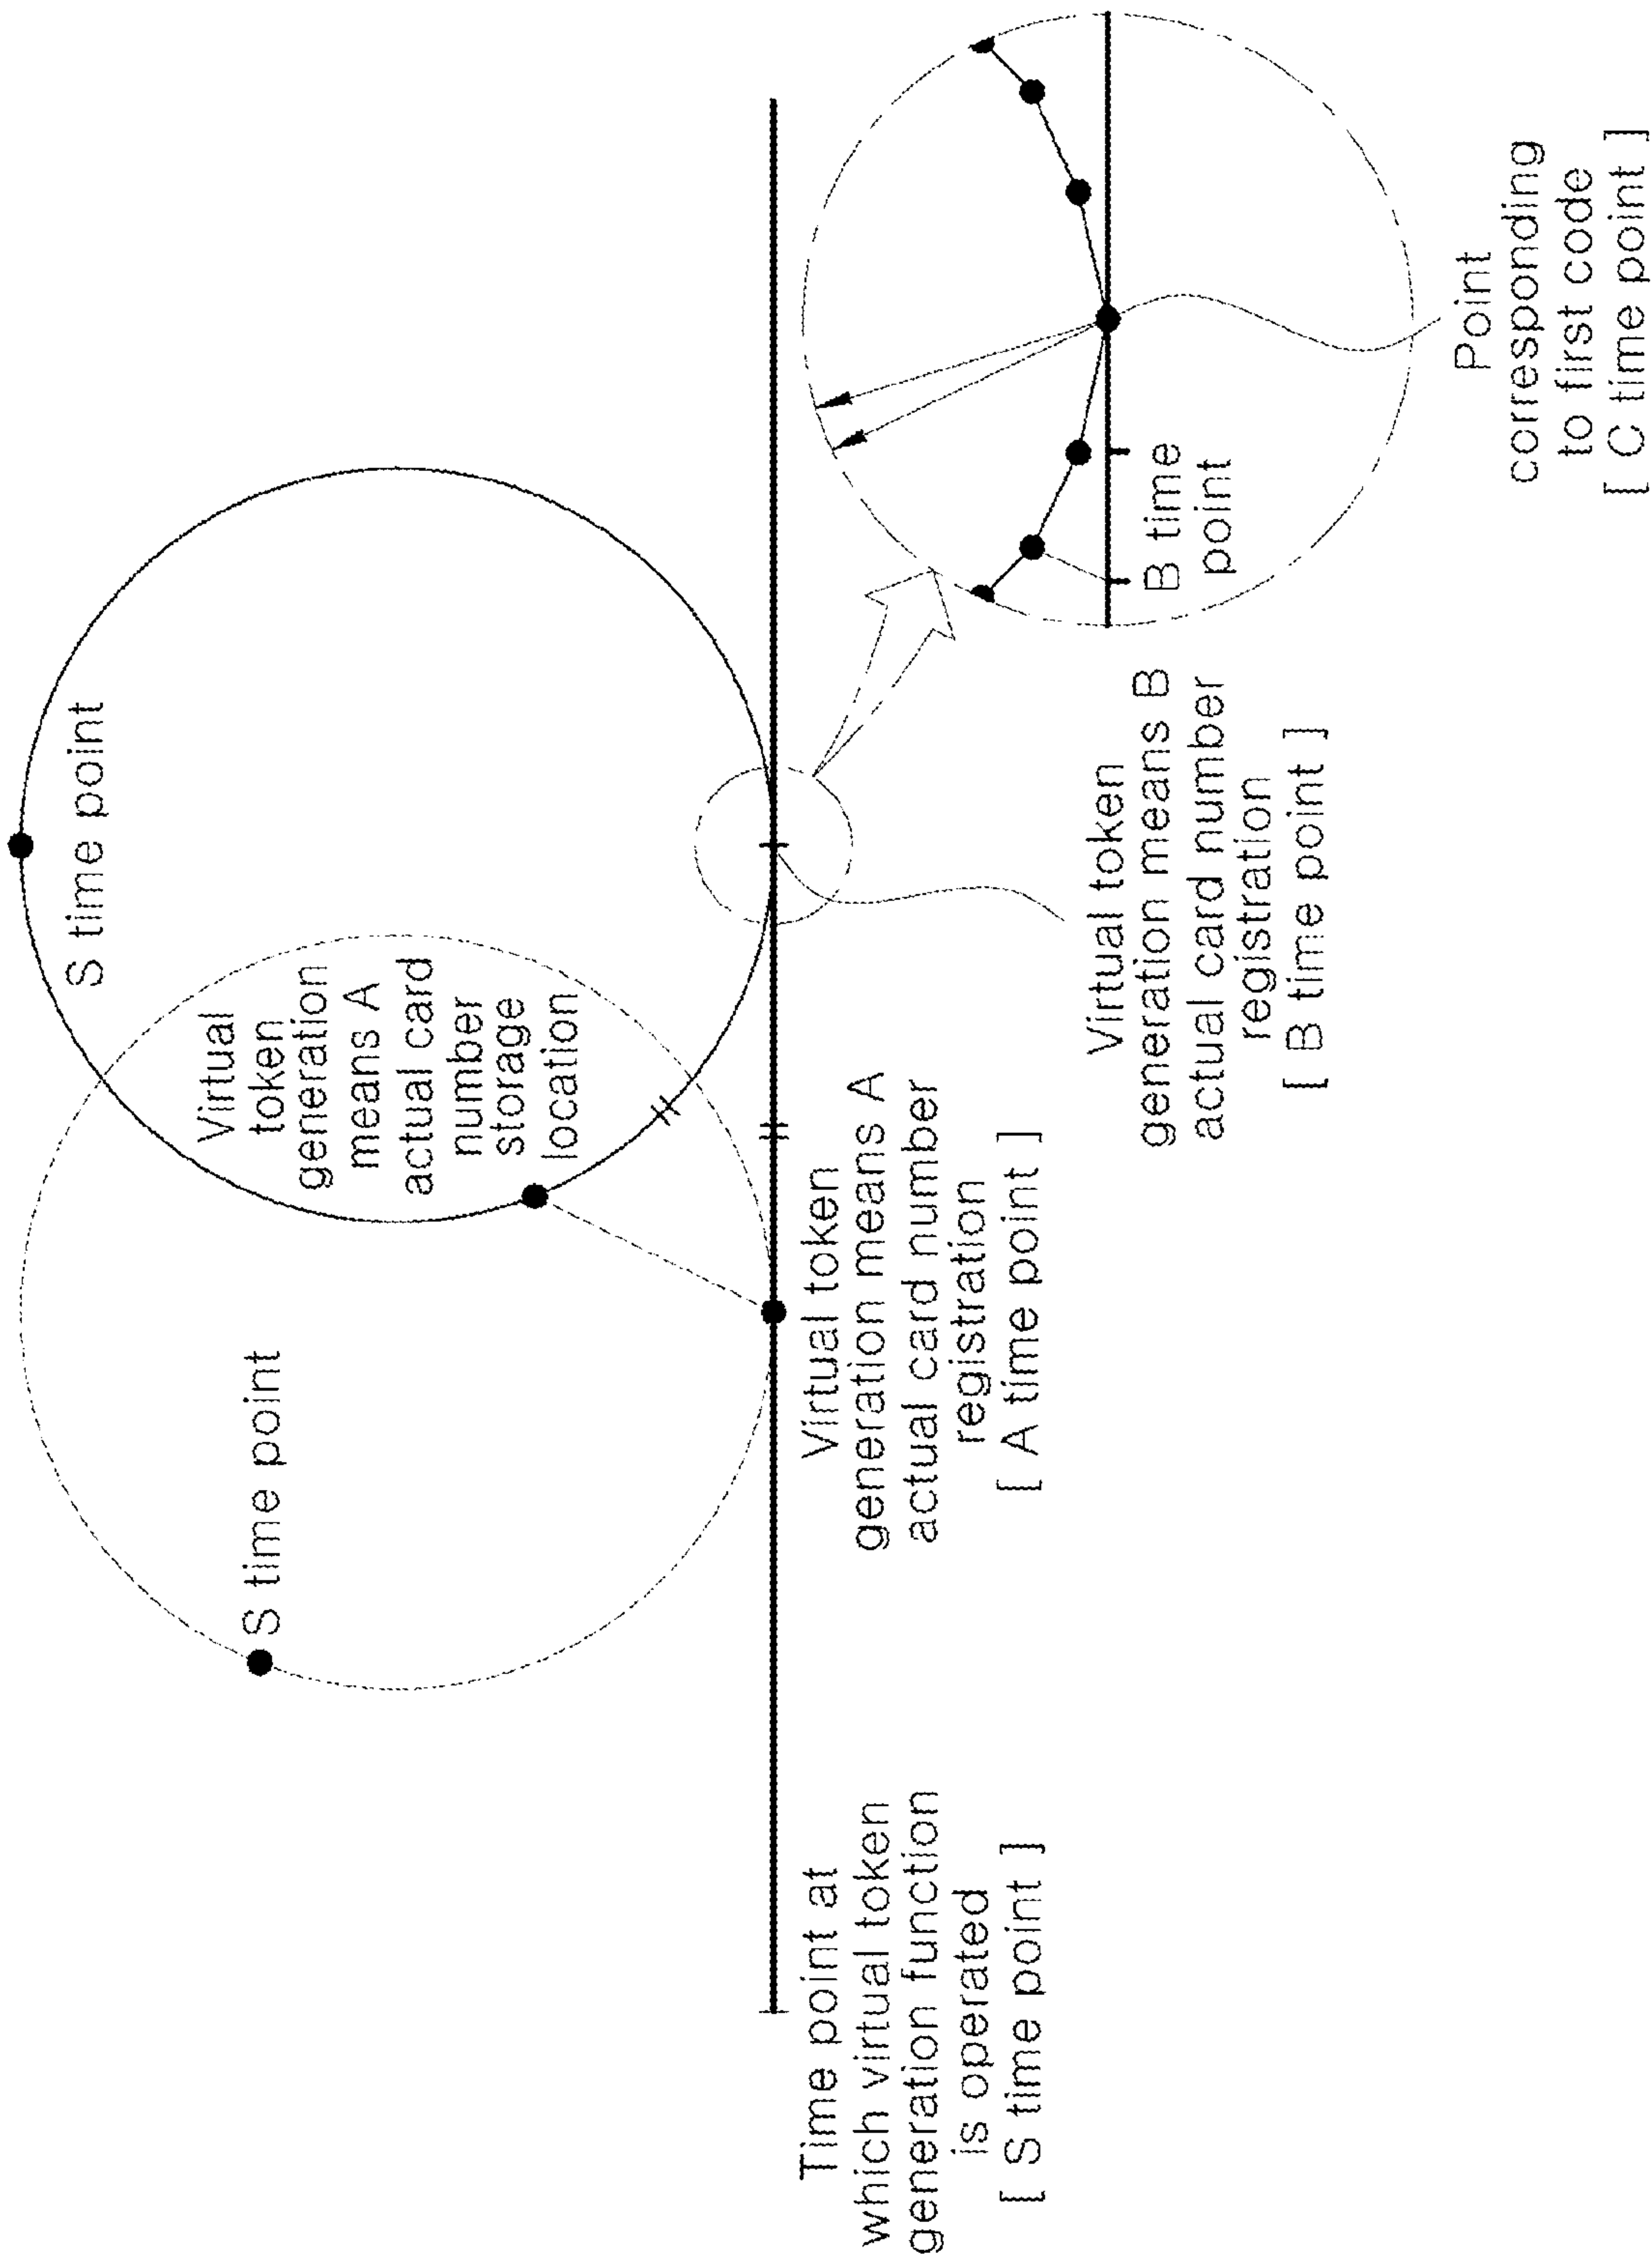 S time point
S time point
Virtual
token
generation
means A
actual card
number
storage
location
Time point at
which virtual token
generation function
is operated
[ S time point ]
Virtual token
generation means A
actual card number
registration
[ A time point ]
Virtual token
generation means B
actual card number
registration
[ B time point ]
B time
point
Point
corresponding
to first code
[ C time point ]